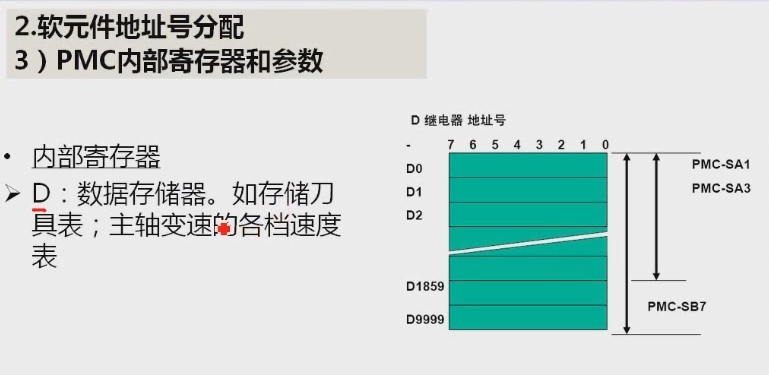 2.软元件地址号分配
3）PMC内部寄存器和参数
• 内部寄存器
➢ D：数据存储器。如存储刀
具表；主轴变速的各档速度
表
D 继电器 地址号
- 7 6 5 4 3 2 1 0
D0
D1
D2
D1859
D9999
PMC-SA1
PMC-SA3
PMC-SB7